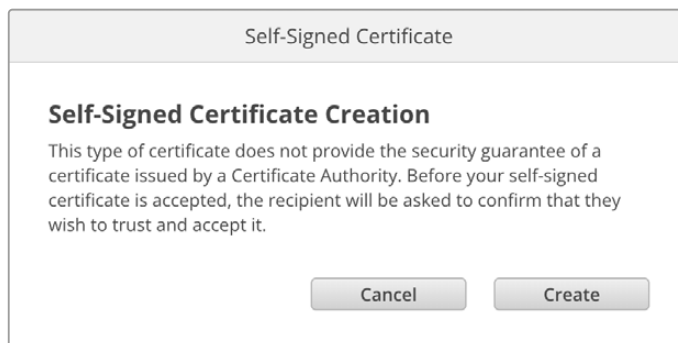 Self-Signed Certificate
Self-Signed Certificate Creation
This type of certificate does not provide the security guarantee of a
certificate issued by a Certificate Authority. Before your self-signed
certificate is accepted, the recipient will be asked to confirm that they
wish to trust and accept it.
Cancel Create